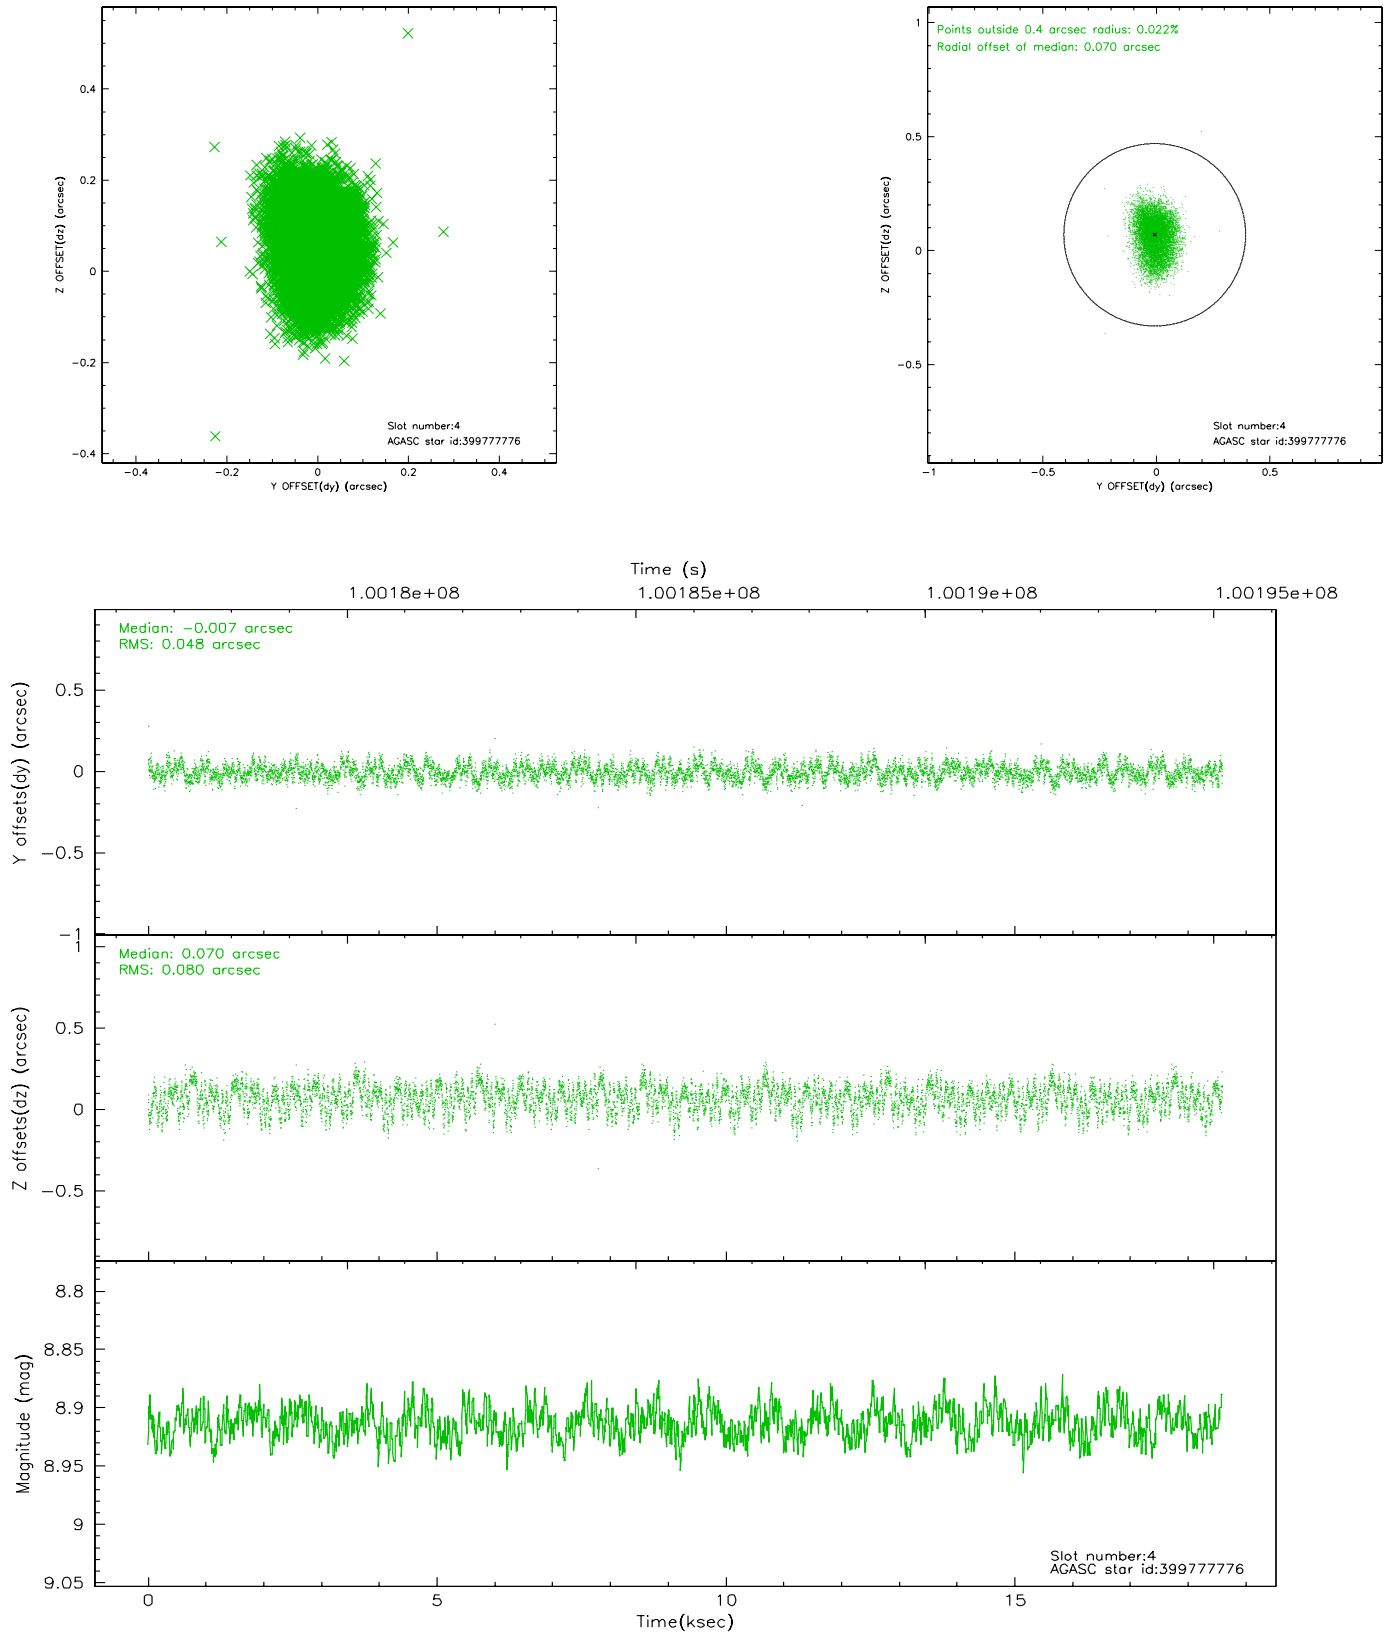 0.4
0.2
0
-0.2
-0.4
Z OFFSET(dz) (arcsec)
Slot number:4
AGASC star id:399777776
-0.4 -0.2 0 0.2 0.4
Y OFFSET(dy) (arcsec)
Points outside 0.4 arcsec radius: 0.022%
Radial offset of median: 0.070 arcsec
1
0.5
0
-0.5
Z OFFSET(dz) (arcsec)
Slot number:4
AGASC star id:399777776
-1 -0.5 0 0.5
Y OFFSET(dy) (arcsec)
Time (s)
1.0018e+08 1.00185e+08 1.0019e+08 1.00195e+08
Median: -0.007 arcsec
RMS: 0.048 arcsec
0.5
0
-0.5
-1
Y offsets(dy) (arcsec)
Median: 0.070 arcsec
RMS: 0.080 arcsec
1
0.5
0
-0.5
Z offsets(dz) (arcsec)
8.8
8.85
8.9
8.95
9
9.05
Magnitude (mag)
Slot number:4
AGASC star id:399777776
0 5 10 15
Time(ksec)